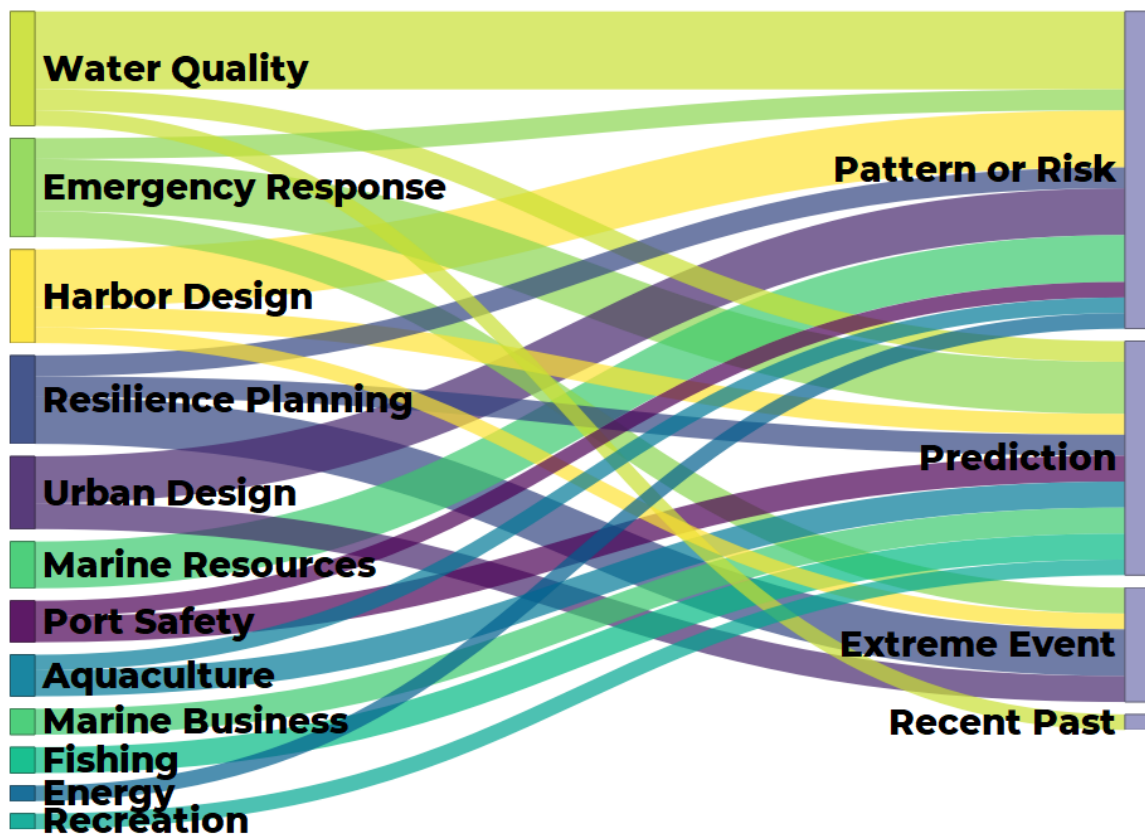 Water Quality
Emergency Response
Harbor Design
Resilience Planning
Urban Design
Marine Resources
Port Safety
Aquaculture
Marine Business
Fishing
Energy
Recreation
Pattern or Risk
Prediction
Extreme Event
Recent Past